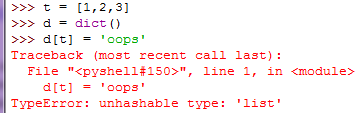 >>> t = [1,2,3]
>>> d = dict()
>>> d[t] = 'oops'
Traceback (most recent call last):
  File "<pyshell#150>", line 1, in <module>
    d[t] = 'oops'
TypeError: unhashable type: 'list'